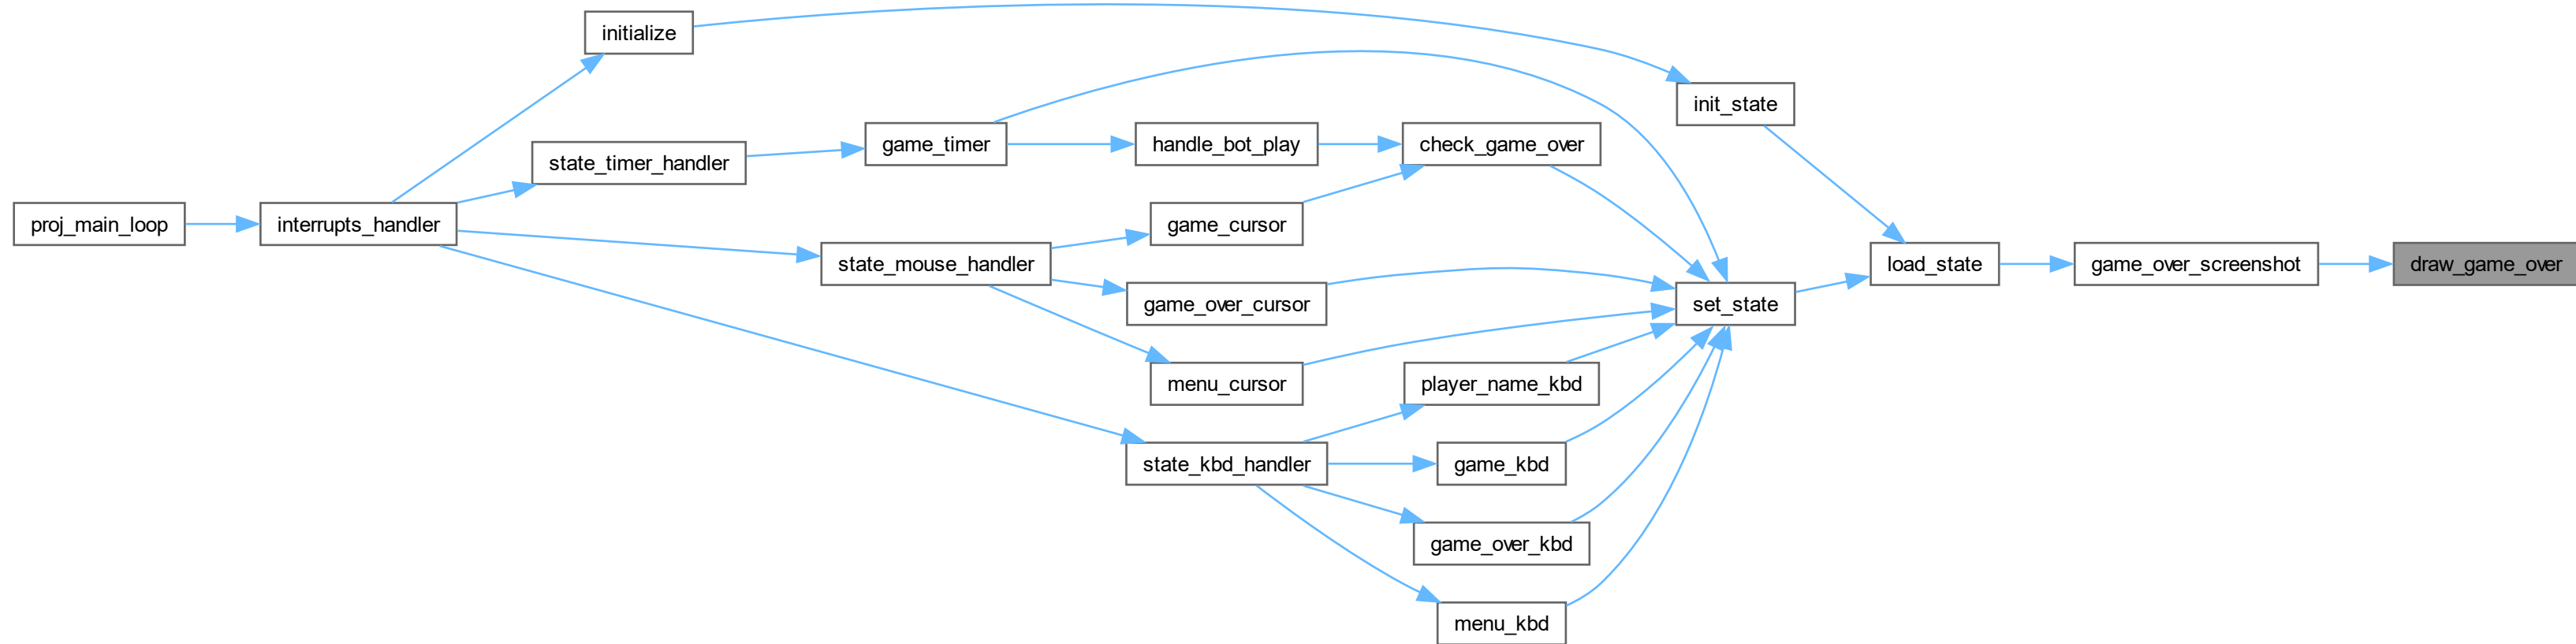 initialize
init_state
game_timer
handle_bot_play
check_game_over
state_timer_handler
proj_main_loop
interrupts_handler
game_cursor
state_mouse_handler
load_state
game_over_screenshot
draw_game_over
game_over_cursor
set_state
menu_cursor
player_name_kbd
state_kbd_handler
game_kbd
game_over_kbd
menu_kbd